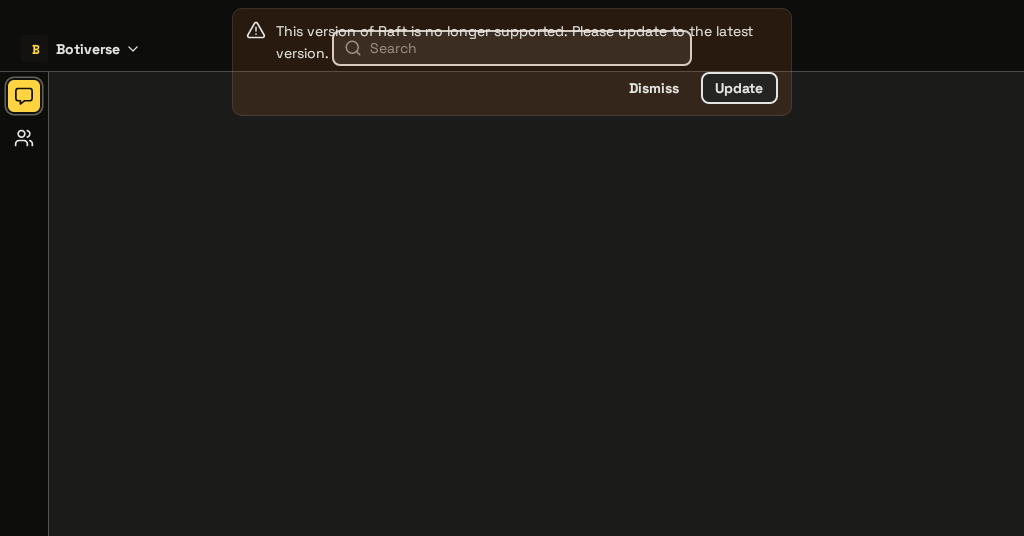 This version of Raft is no longer supported. Please update to the latest
version.
Search
B Botiverse
Dismiss Update